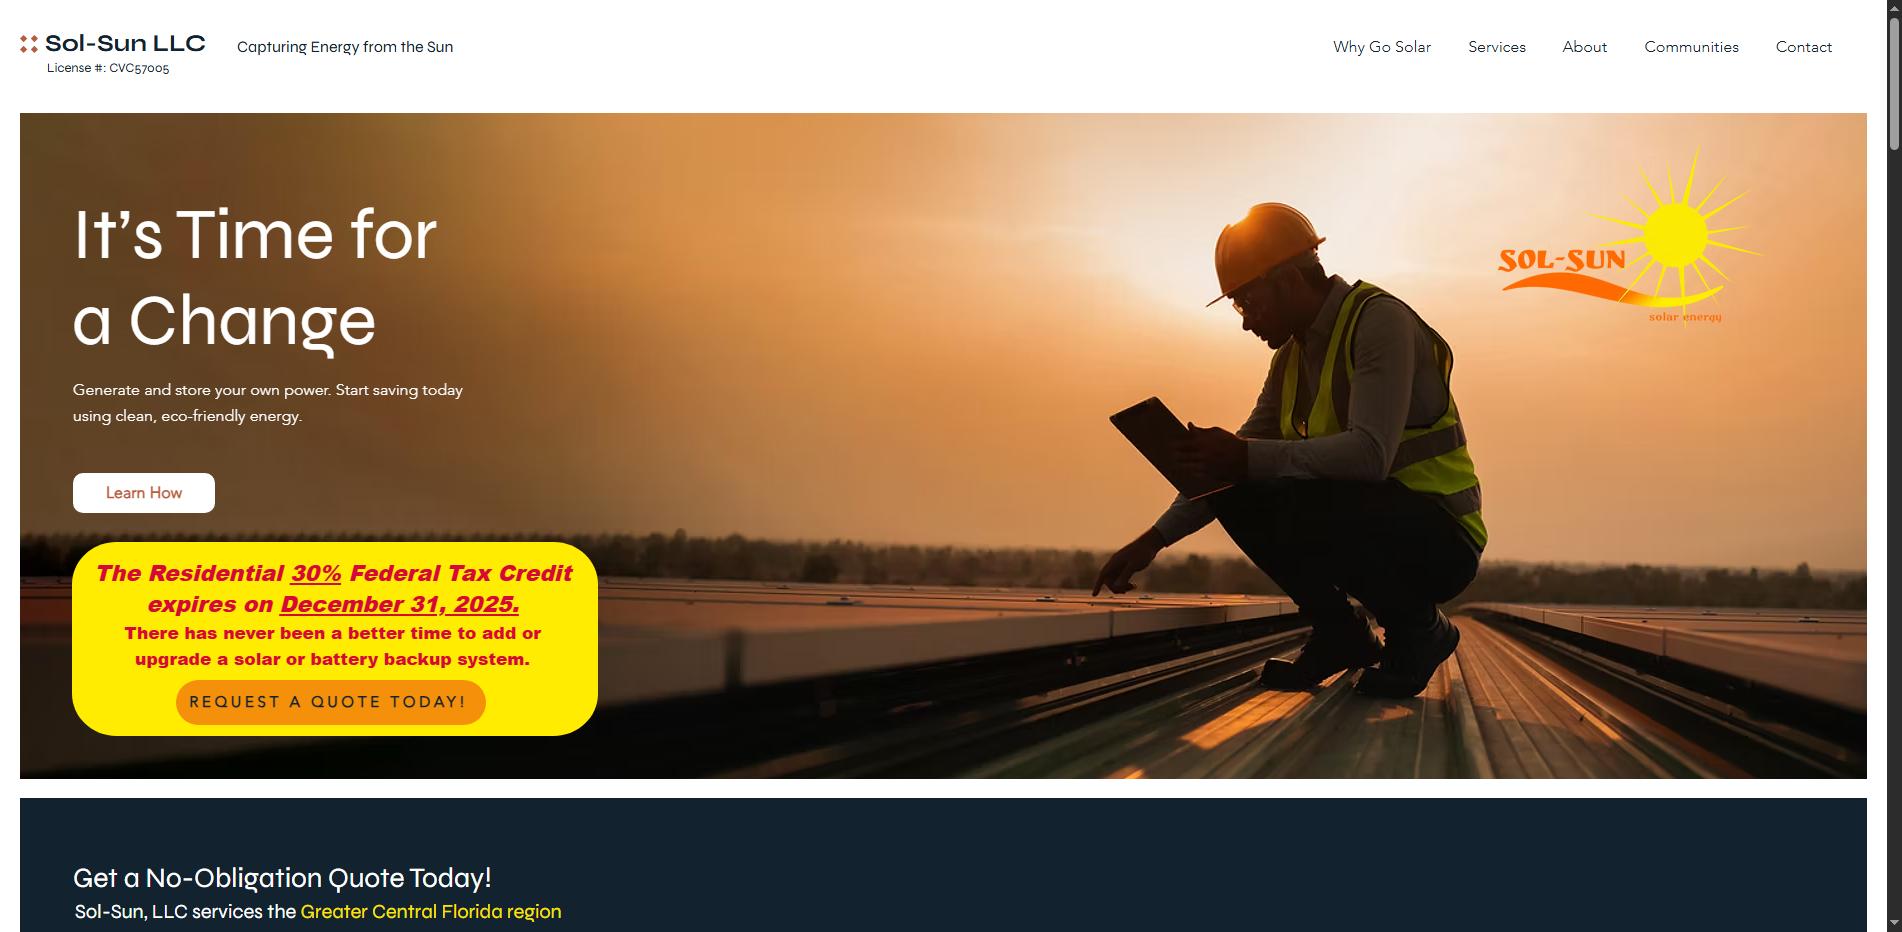 Sol-Sun LLC
License #: CVC57005
Capturing Energy from the Sun
Why Go Solar
Services
About
Communities
Contact
It’s Time for
a Change
Generate and store your own power. Start saving today
using clean, eco-friendly energy.
Learn How
SOL-SUN
solar energy
The Residential 30% Federal Tax Credit
expires on December 31, 2025.
There has never been a better time to add or
upgrade a solar or battery backup system.
REQUEST A QUOTE TODAY!
Get a No-Obligation Quote Today!
Sol-Sun, LLC services the Greater Central Florida region